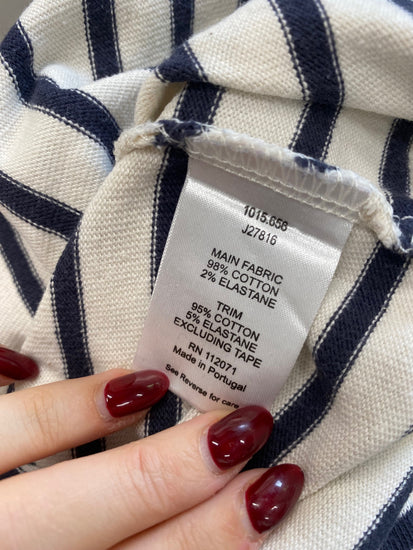 1015.656
J27816
MAIN FABRIC
98% COTTON
2% ELASTANE
TRIM
95% COTTON
5% ELASTANE
EXCLUDING TAPE
RN 112071
Made in Portugal
See Reverse for care